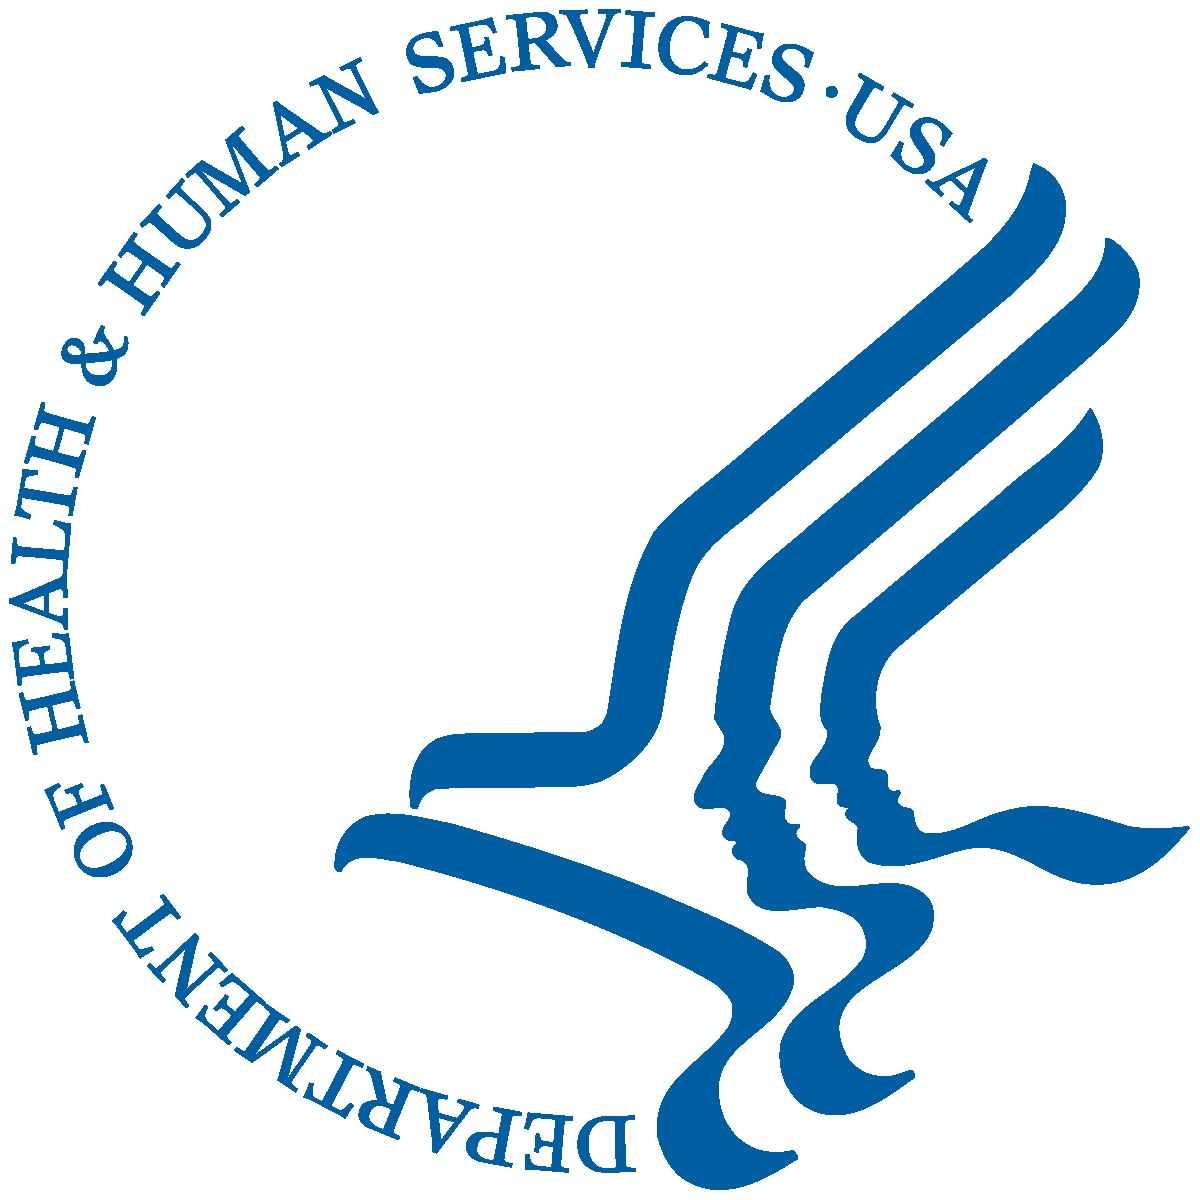 DEPARTMENT OF HEALTH & HUMAN SERVICES · USA